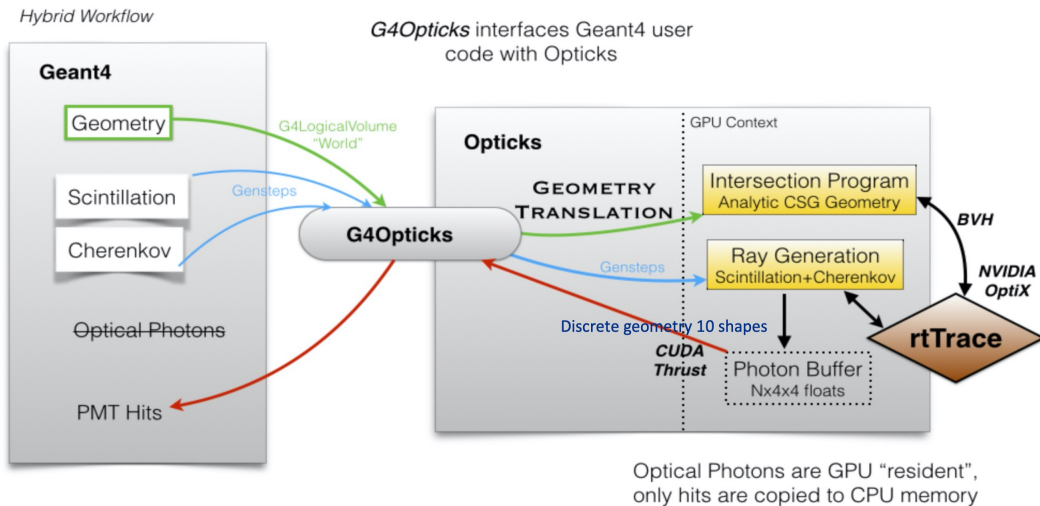 Hybrid Workflow
G4Opticks interfaces Geant4 user
code with Opticks
Geant4
Geometry
G4LogicalVolume
"World"
Scintillation
Gensteps
Cherenkov
Optical Photons
PMT Hits
G4Opticks
Opticks
GPU Context
GEOMETRY
TRANSLATION
Intersection Program
Analytic CSG Geometry
BVH
Gensteps
Ray Generation
Scintillation+Cherenkov
NVIDIA
OptiX
rtTrace
Discrete geometry 10 shapes
CUDA
Thrust
Photon Buffer
Nx4x4 floats
Optical Photons are GPU "resident",
only hits are copied to CPU memory